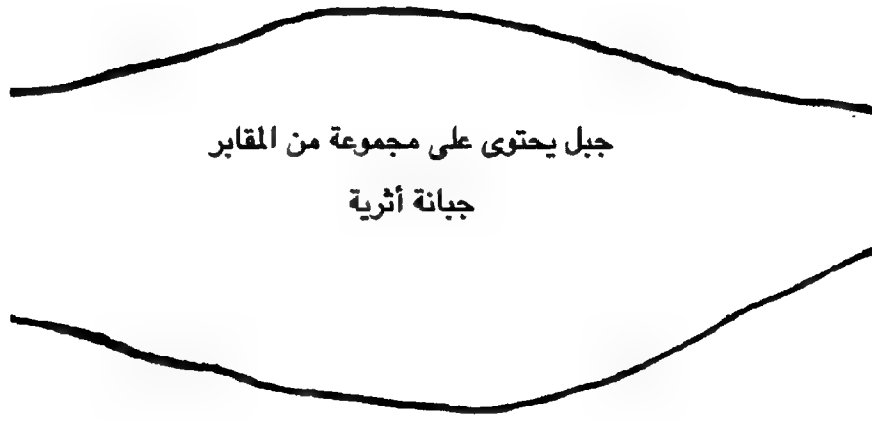 جبل يحتوى على مجموعة من المقابر
جبانة أثرية